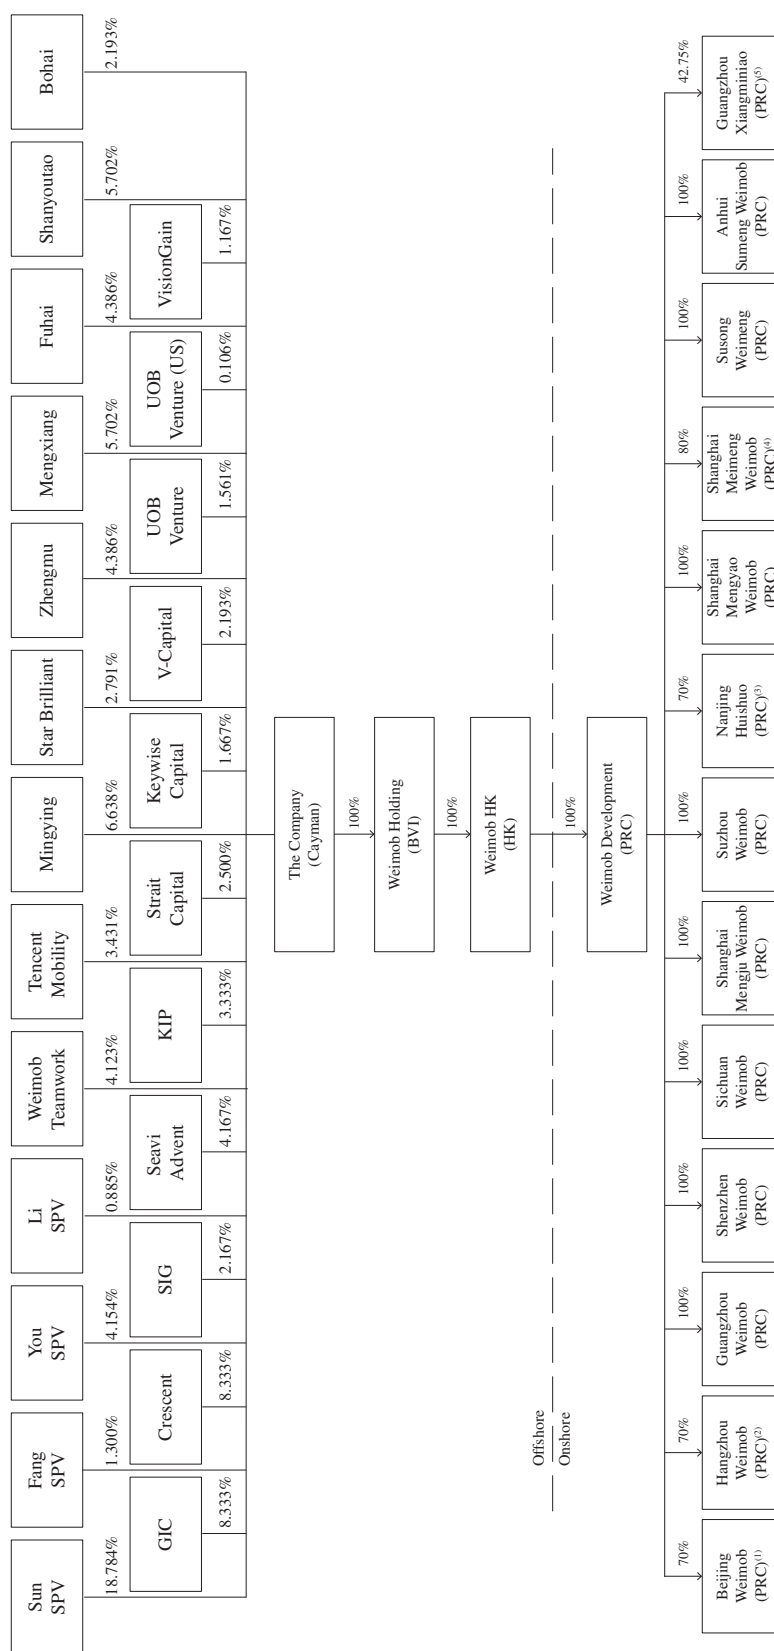 Sun
SPV
Fang
SPV
You
SPV
Li
SPV
Weimob
Teamwork
Tencent
Mobility
Mingying
Star Brilliant
Zhengmu
Mengxiang
Fuhai
Shanyoutao
Bohai
18.784%
1.300%
4.154%
0.885%
4.123%
3.431%
6.638%
2.791%
4.386%
5.702%
4.386%
5.702%
2.193%
GIC
Crescent
SIG
Seavi
Advent
KIP
Strait
Capital
Keywise
Capital
V-Capital
UOB
Venture
UOB
Venture (US)
VisionGain
8.333%
8.333%
2.167%
4.167%
3.333%
2.500%
1.667%
2.193%
1.561%
0.106%
1.167%
The Company
(Cayman)
100%
Weimob Holding
(BVI)
100%
Weimob HK
(HK)
Offshore
Onshore
100%
Weimob Development
(PRC)
70%
70%
100%
100%
100%
100%
100%
70%
100%
80%
100%
100%
42.75%
Beijing
Weimob
(PRC)(1)
Hangzhou
Weimob
(PRC)(2)
Guangzhou
Weimob
(PRC)
Shenzhen
Weimob
(PRC)
Sichuan
Weimob
(PRC)
Shanghai
Mengju Weimob
(PRC)
Suzhou
Weimob
(PRC)
Nanjing
Huishuo
(PRC)(3)
Shanghai
Mengyao
Weimob
(PRC)
Shanghai
Meimeng
Weimob
(PRC)(4)
Susong
Weimeng
(PRC)
Anhui
Sumeng Weimob
(PRC)
Guangzhou
Xiangminiao
(PRC)(5)